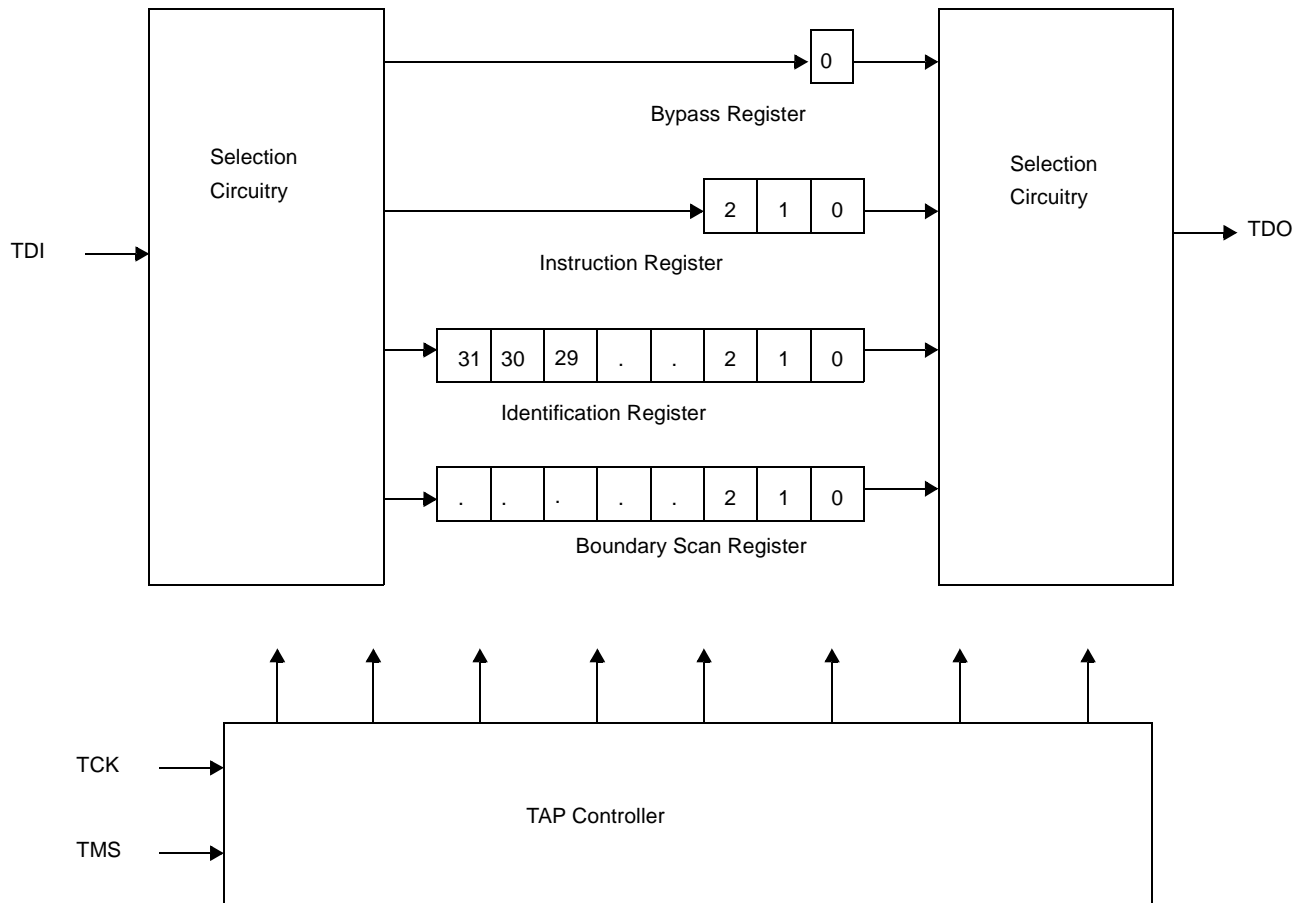 0
Bypass Register
Selection
Circuitry
Selection
Circuitry
2 1 0
TDI
TDO
Instruction Register
31 30 29 . . 2 1 0
Identification Register
. . . . . 2 1 0
Boundary Scan Register
TCK
TAP Controller
TMS